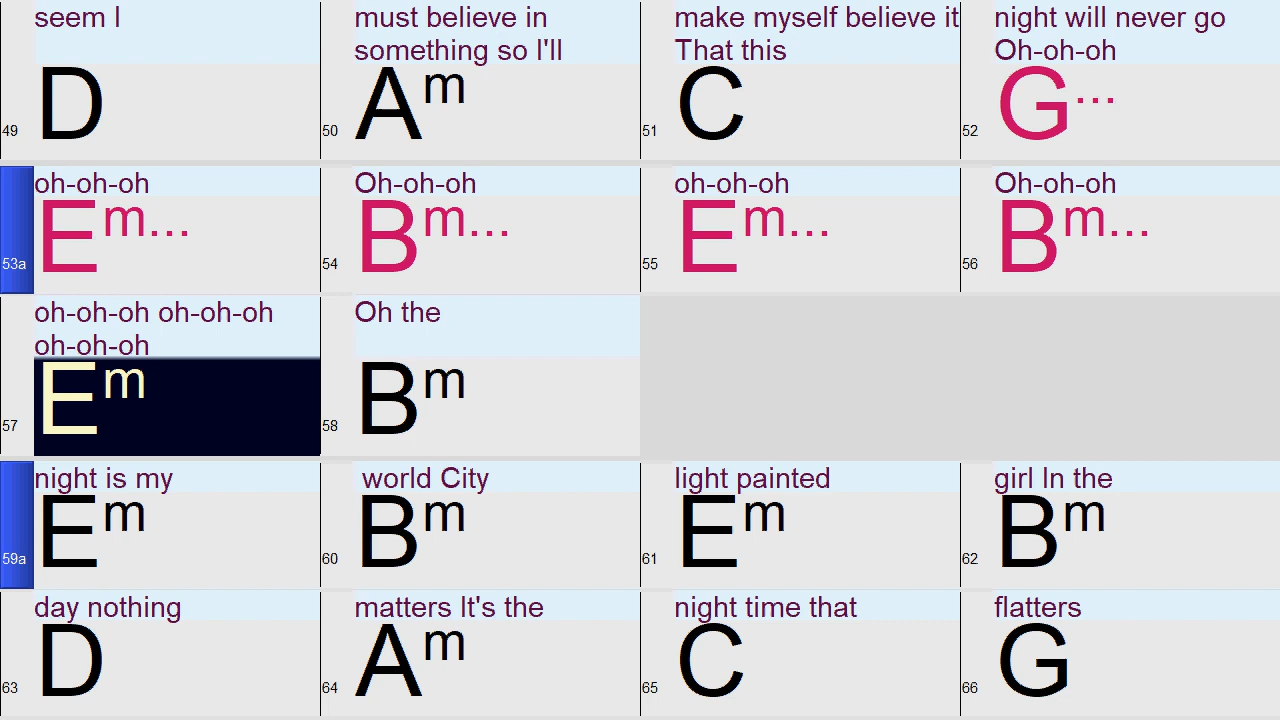 seem I
must believe in
something so I'll
make myself believe it
That this
night will never go
Oh-oh-oh
49 D
50 Am
51 C
52 G...
oh-oh-oh
Oh-oh-oh
oh-oh-oh
Oh-oh-oh
53a Em...
54 Bm...
55 Em...
56 Bm...
oh-oh-oh oh-oh-oh
oh-oh-oh
Oh the
57 Em
58 Bm
night is my
world City
light painted
girl In the
59a Em
60 Bm
61 Em
62 Bm
day nothing
matters It's the
night time that
flatters
63 D
64 Am
65 C
66 G